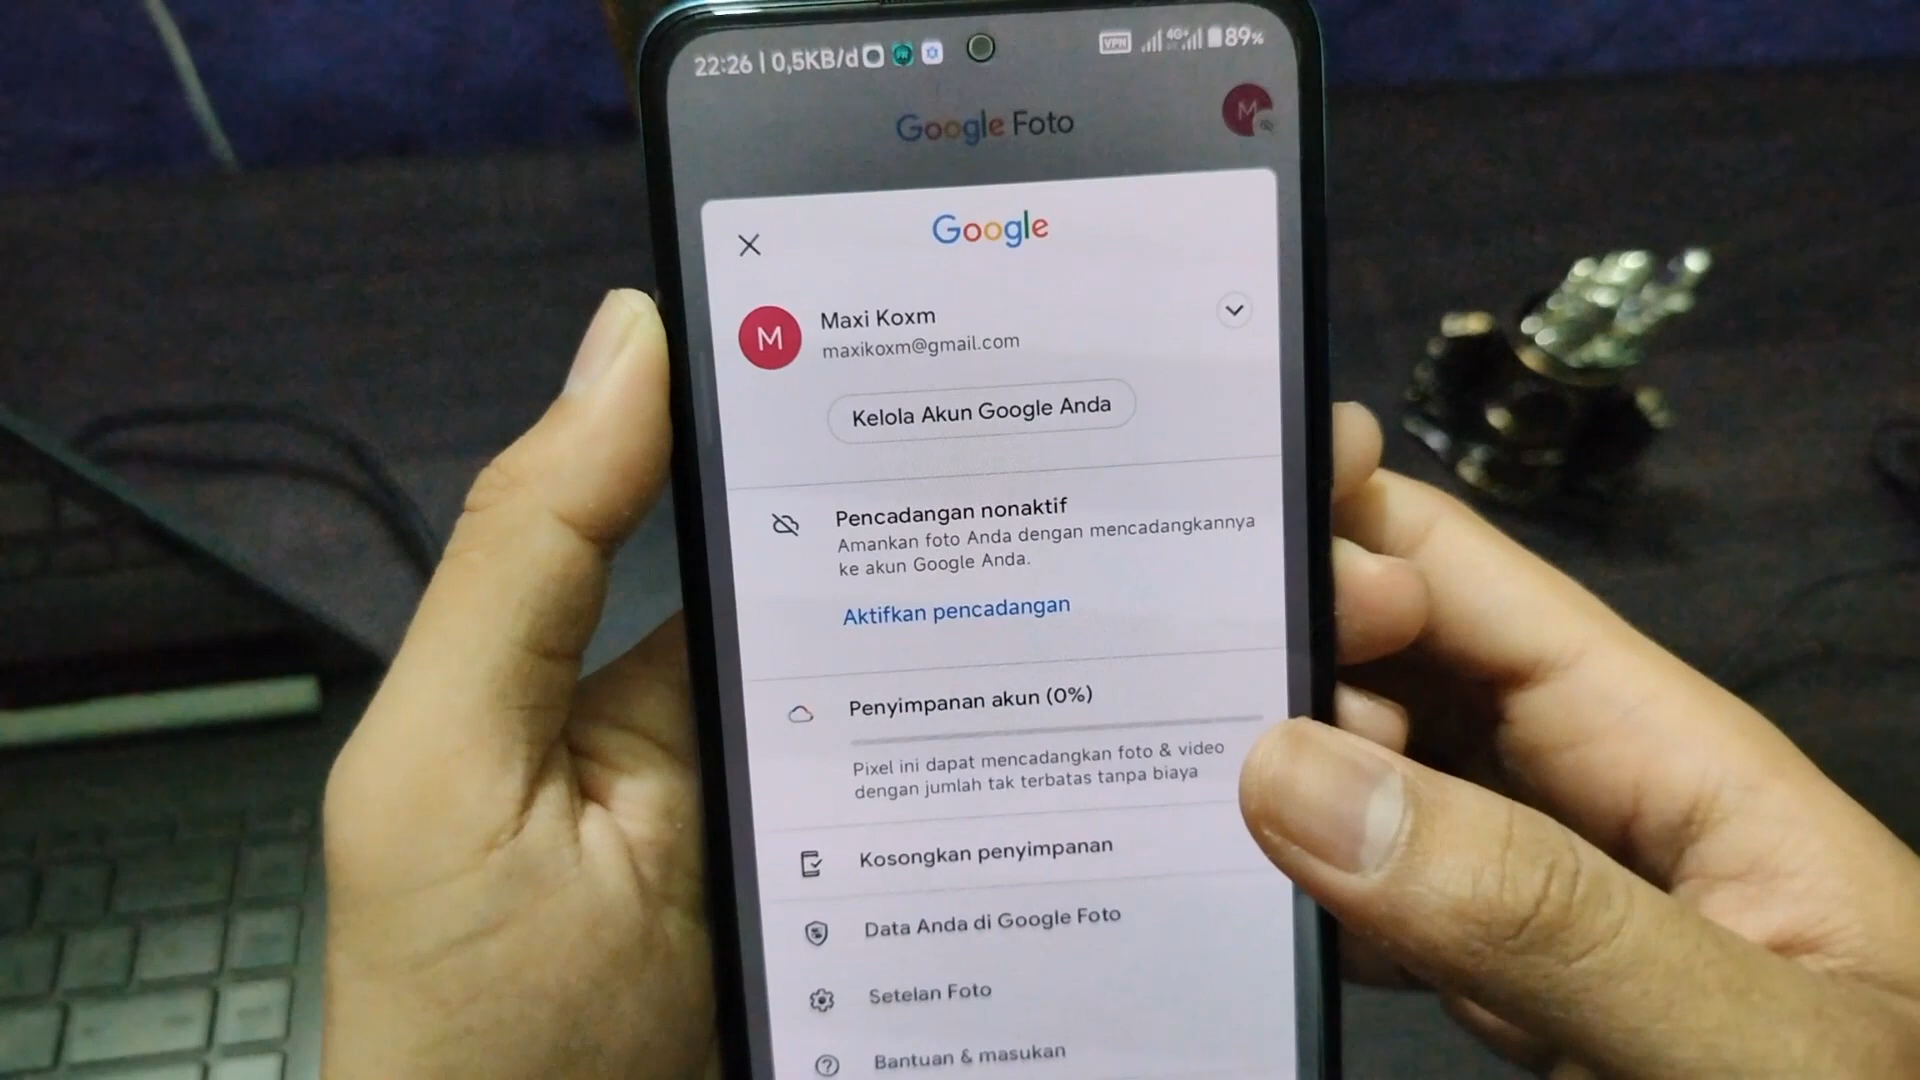 22:26 | 0,5KB/d
VPN 4G+ 89%
Google Foto
M
Google
M
Maxi Koxm
maxikoxm@gmail.com
Kelola Akun Google Anda
Pencadangan nonaktif
Amankan foto Anda dengan mencadangkannya
ke akun Google Anda.
Aktifkan pencadangan
Penyimpanan akun (0%)
Pixel ini dapat mencadangkan foto & video
dengan jumlah tak terbatas tanpa biaya
Kosongkan penyimpanan
Data Anda di Google Foto
Setelan Foto
Bantuan & masukan